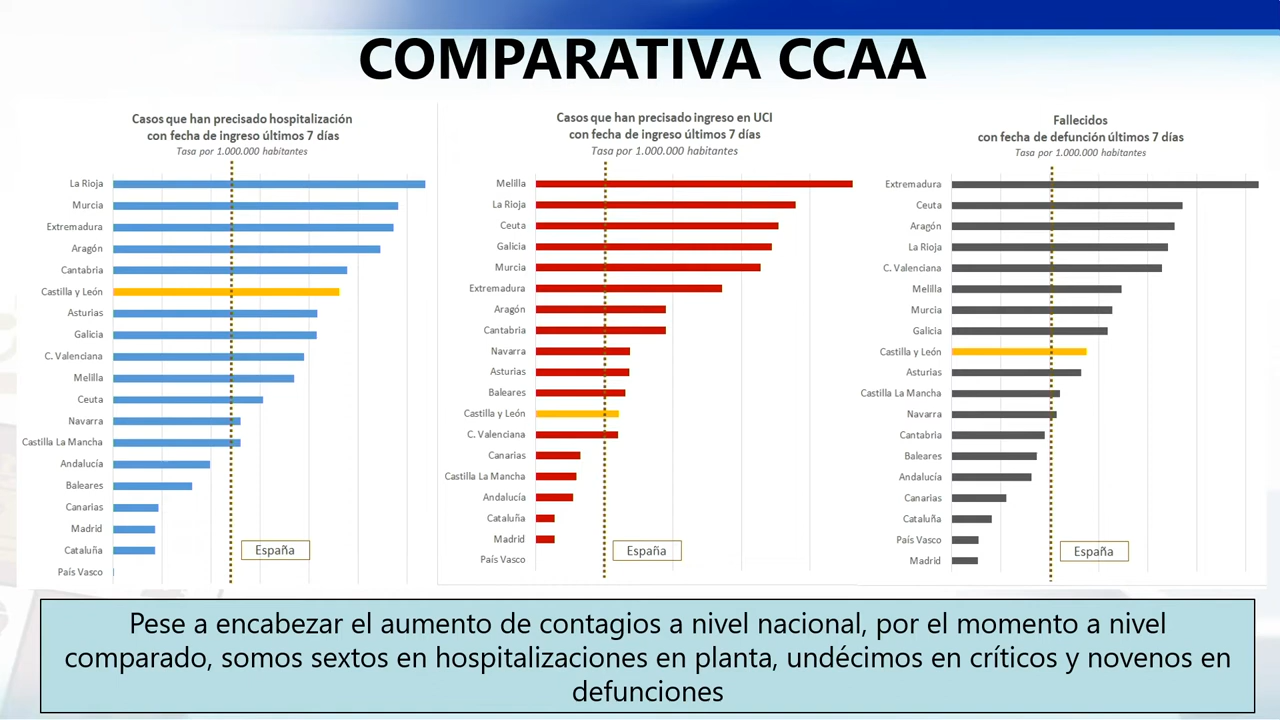 COMPARATIVA CCAA
Casos que han precisado hospitalización
con fecha de ingreso últimos 7 días
Tasa por 1.000.000 habitantes
La Rioja
Murcia
Extremadura
Aragón
Cantabria
Castilla y León
Asturias
Galicia
C. Valenciana
Melilla
Ceuta
Navarra
Castilla La Mancha
Andalucía
Baleares
Canarias
Madrid
Cataluña
País Vasco
España
Casos que han precisado ingreso en UCI
con fecha de ingreso últimos 7 días
Tasa por 1.000.000 habitantes
Melilla
La Rioja
Ceuta
Galicia
Murcia
Extremadura
Aragón
Cantabria
Navarra
Asturias
Baleares
Castilla y León
C. Valenciana
Canarias
Castilla La Mancha
Andalucía
Cataluña
Madrid
País Vasco
España
Fallecidos
con fecha de defunción últimos 7 días
Tasa por 1.000.000 habitantes
Extremadura
Ceuta
Aragón
La Rioja
C. Valenciana
Melilla
Murcia
Galicia
Castilla y León
Asturias
Castilla La Mancha
Navarra
Cantabria
Baleares
Andalucía
Canarias
Cataluña
País Vasco
Madrid
España
Pese a encabezar el aumento de contagios a nivel nacional, por el momento a nivel
comparado, somos sextos en hospitalizaciones en planta, undécimos en críticos y novenos en
defunciones